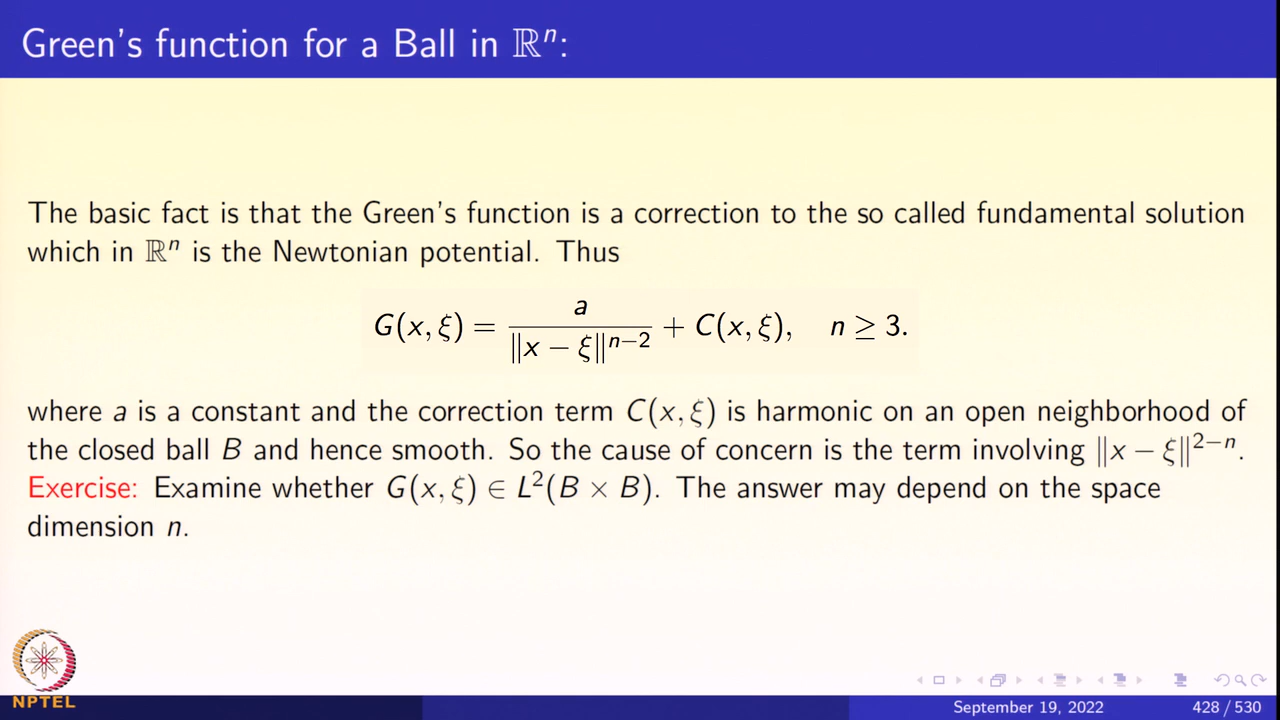 Green's function for a Ball in ℝⁿ:
The basic fact is that the Green's function is a correction to the so called fundamental solution
which in ℝⁿ is the Newtonian potential. Thus
G(x, ξ) = a / ‖x − ξ‖ⁿ⁻² + C(x, ξ), n ≥ 3.
where a is a constant and the correction term C(x, ξ) is harmonic on an open neighborhood of
the closed ball B and hence smooth. So the cause of concern is the term involving ‖x − ξ‖²⁻ⁿ.
Exercise: Examine whether G(x, ξ) ∈ L²(B × B). The answer may depend on the space
dimension n.
NPTEL
September 19, 2022 428 / 530